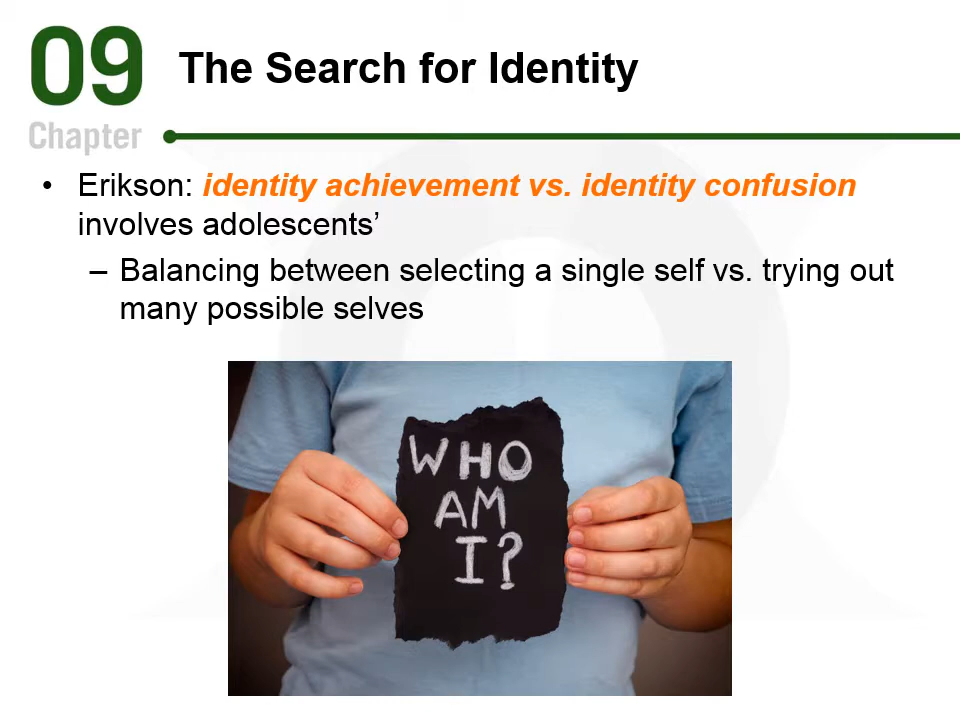 09
Chapter
The Search for Identity
• Erikson: identity achievement vs. identity confusion
involves adolescents’
– Balancing between selecting a single self vs. trying out
many possible selves
WHO
AM
I?